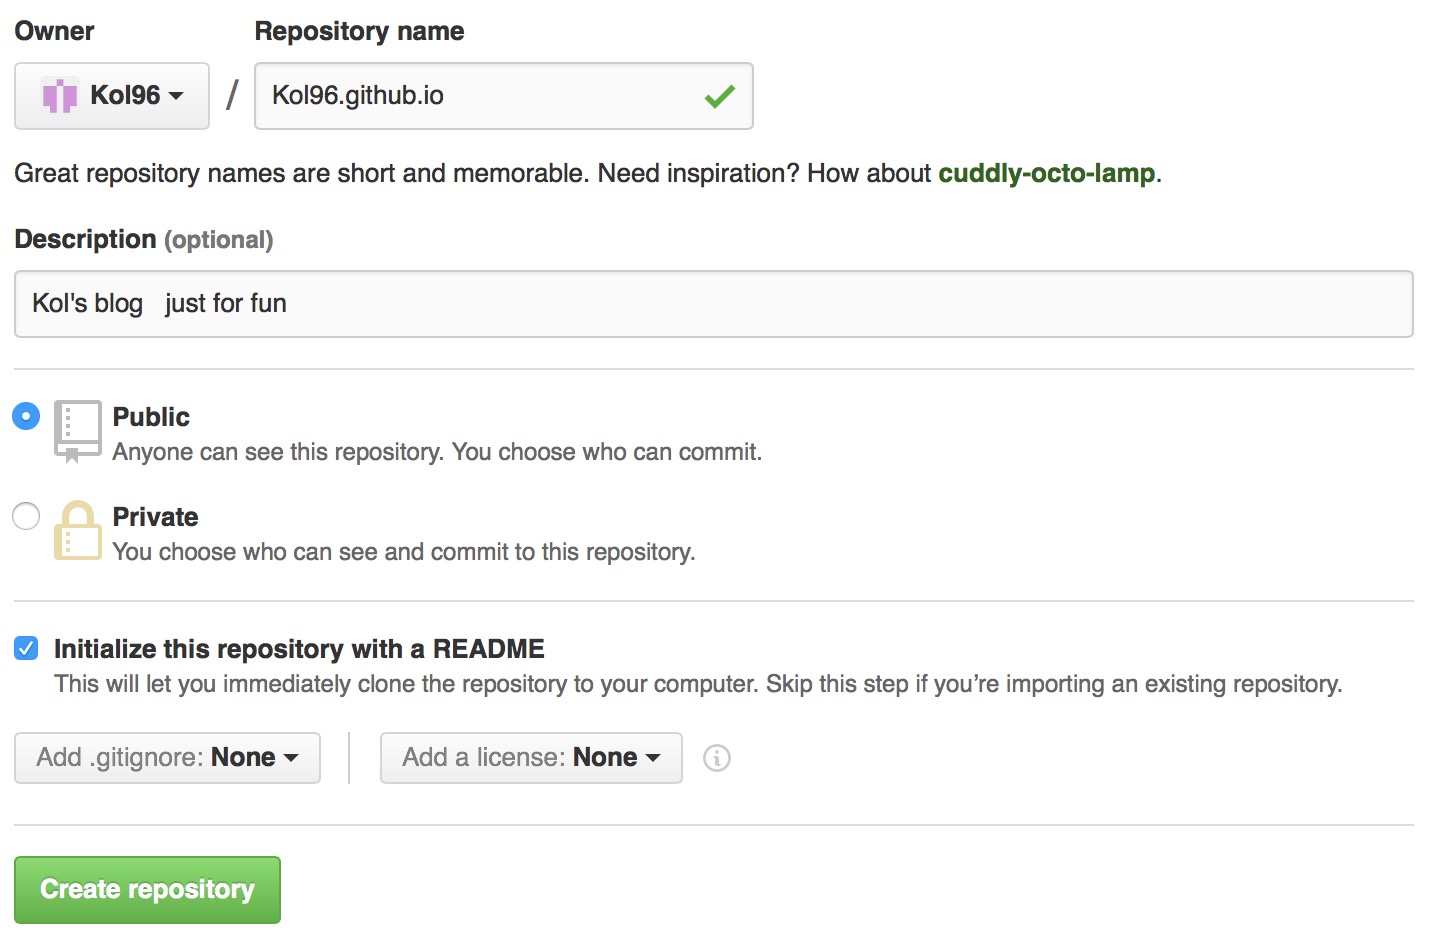 Owner
Repository name
Kol96
/
Kol96.github.io
Great repository names are short and memorable. Need inspiration? How about cuddly-octo-lamp.
Description (optional)
Kol's blog   just for fun
Public
Anyone can see this repository. You choose who can commit.
Private
You choose who can see and commit to this repository.
Initialize this repository with a README
This will let you immediately clone the repository to your computer. Skip this step if you’re importing an existing repository.
Add .gitignore: None
Add a license: None
Create repository